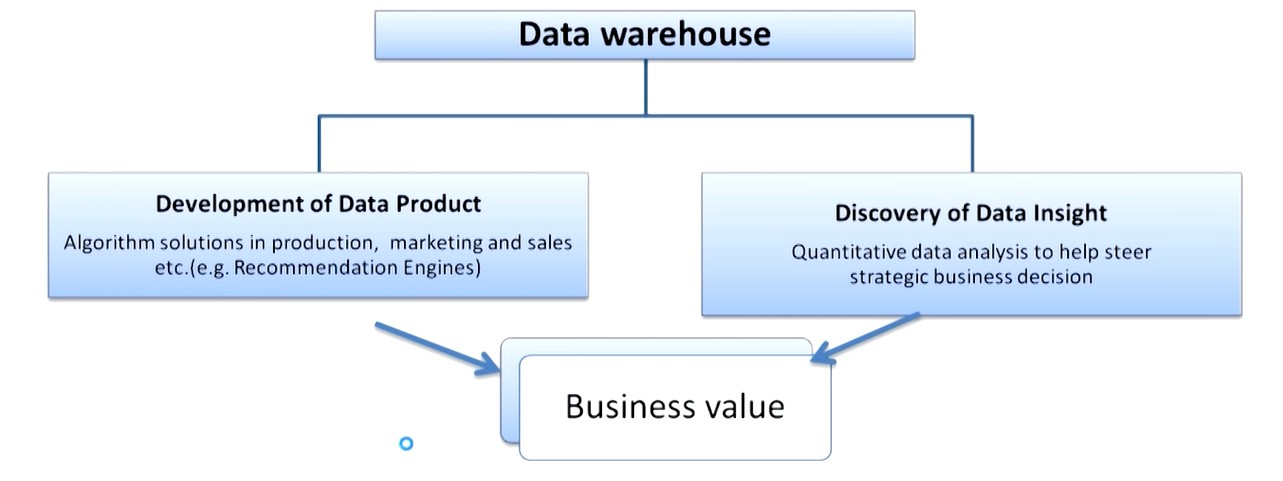 Data warehouse
Development of Data Product
Algorithm solutions in production,  marketing and sales
etc.(e.g. Recommendation Engines)
Discovery of Data Insight
Quantitative data analysis to help steer
strategic business decision
Business value